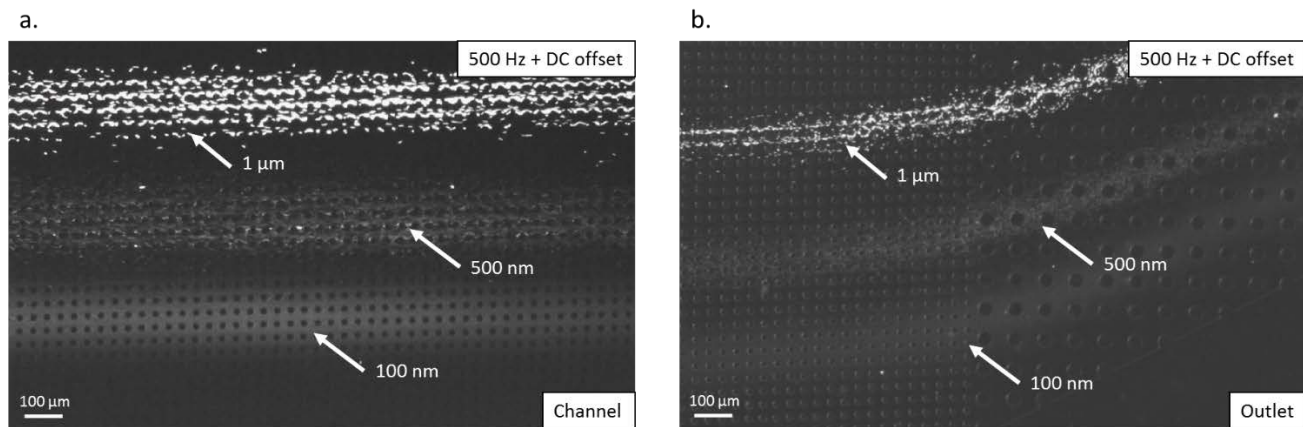 a.
500 Hz + DC offset
1 µm
500 nm
100 nm
100 µm
Channel
b.
500 Hz + DC offset
1 µm
500 nm
100 nm
100 µm
Outlet